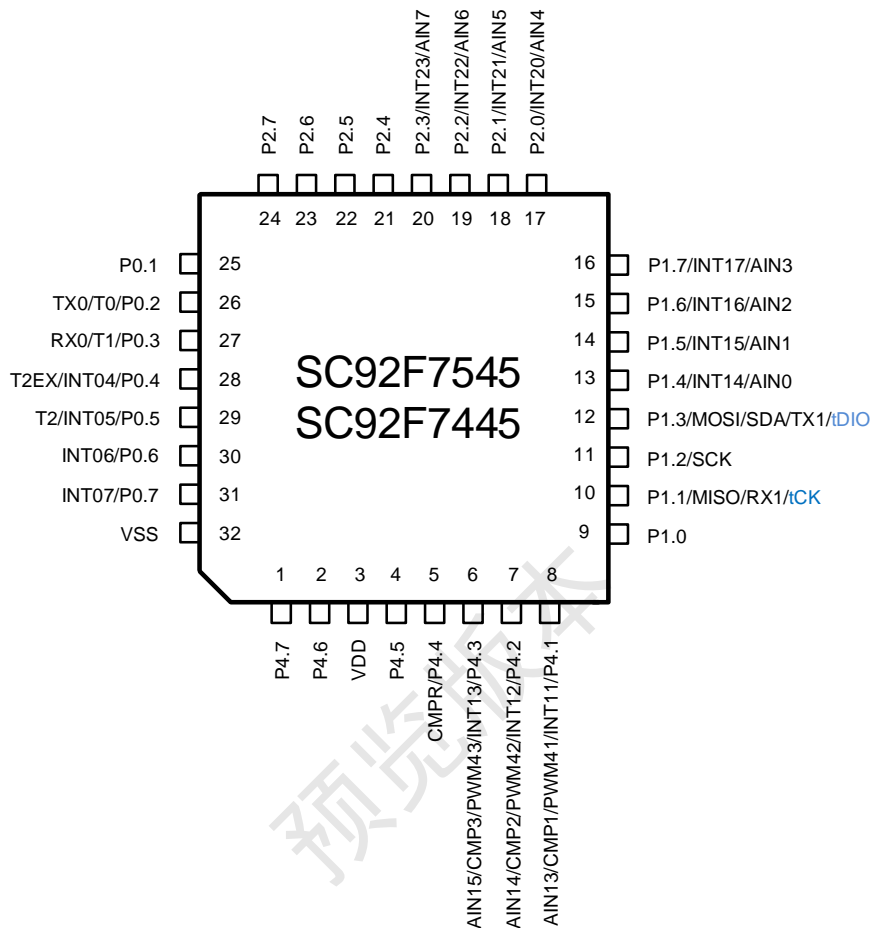 P2.7
P2.6
P2.5
P2.4
P2.3/INT23/AIN7
P2.2/INT22/AIN6
P2.1/INT21/AIN5
P2.0/INT20/AIN4
24 23 22 21 20 19 18 17
P0.1 25
TX0/T0/P0.2 26
RX0/T1/P0.3 27
T2EX/INT04/P0.4 28
T2/INT05/P0.5 29
INT06/P0.6 30
INT07/P0.7 31
VSS 32
SC92F7545
SC92F7445
16 P1.7/INT17/AIN3
15 P1.6/INT16/AIN2
14 P1.5/INT15/AIN1
13 P1.4/INT14/AIN0
12 P1.3/MOSI/SDA/TX1/tDIO
11 P1.2/SCK
10 P1.1/MISO/RX1/tCK
9 P1.0
1 2 3 4 5 6 7 8
P4.7
P4.6
VDD
P4.5
CMPR/P4.4
AIN15/CMP3/PWM43/INT13/P4.3
AIN14/CMP2/PWM42/INT12/P4.2
AIN13/CMP1/PWM41/INT11/P4.1
预览版本